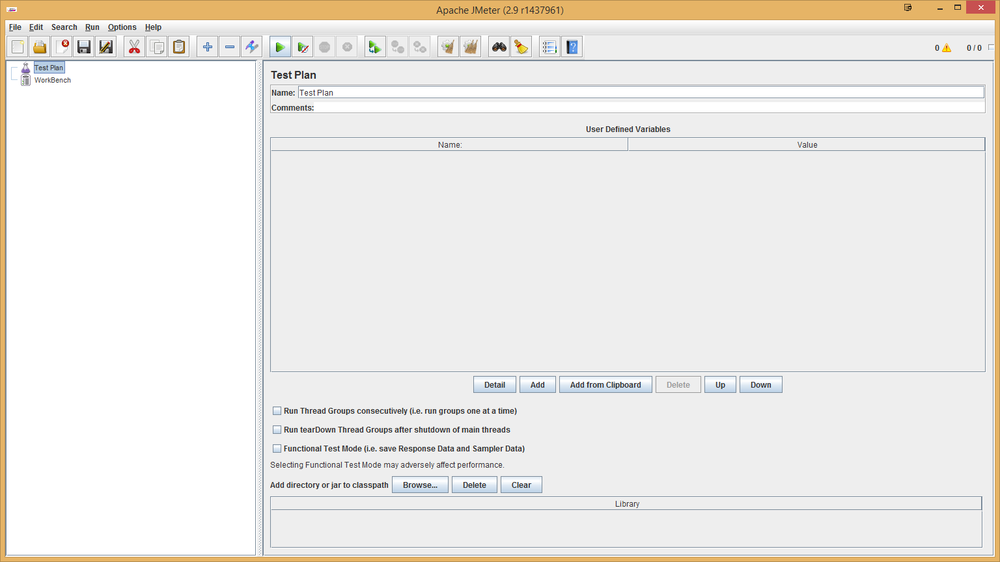 Apache JMeter (2.9 r1437961)
File Edit Search Run Options Help
0 0 / 0
Test Plan
WorkBench
Test Plan
Name: Test Plan
Comments:
User Defined Variables
Name: Value
Detail Add Add from Clipboard Delete Up Down
Run Thread Groups consecutively (i.e. run groups one at a time)
Run tearDown Thread Groups after shutdown of main threads
Functional Test Mode (i.e. save Response Data and Sampler Data)
Selecting Functional Test Mode may adversely affect performance.
Add directory or jar to classpath Browse... Delete Clear
Library